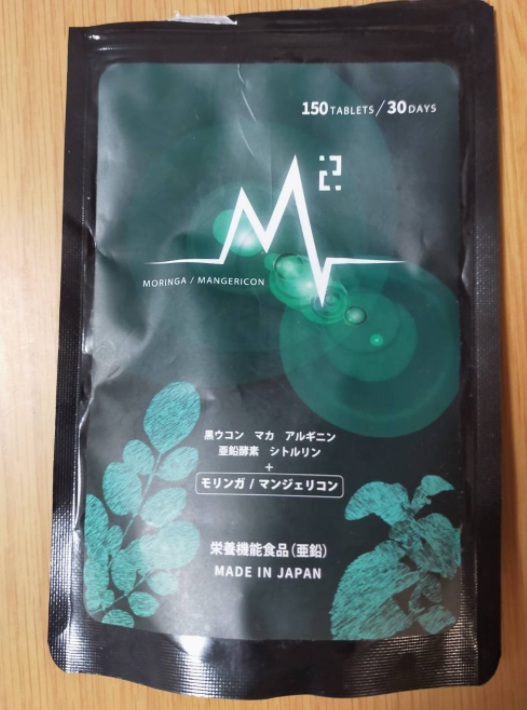 150 TABLETS / 30 DAYS
M2
MORINGA / MANGERICON
黒ウコン マカ アルギニン
亜鉛酵素 シトルリン
+
モリンガ / マンジェリコン
栄養機能食品(亜鉛)
MADE IN JAPAN